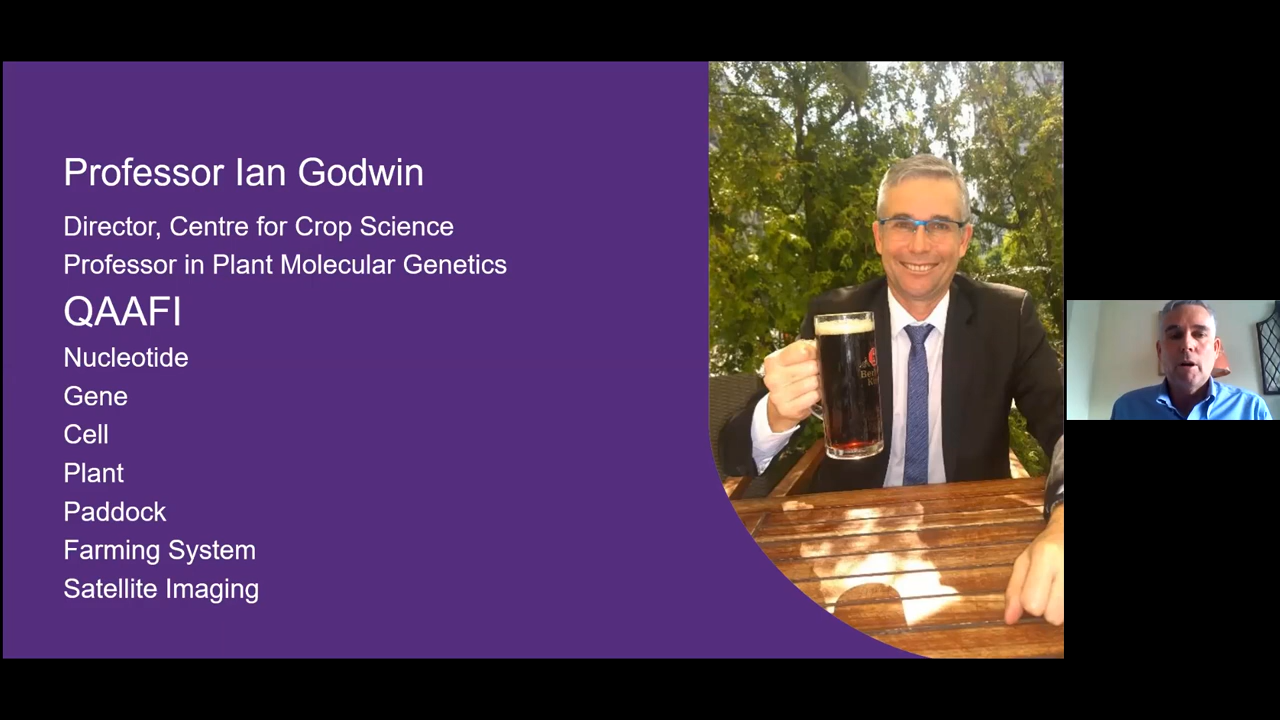 Professor Ian Godwin
Director, Centre for Crop Science
Professor in Plant Molecular Genetics
QAAFI
Nucleotide
Gene
Cell
Plant
Paddock
Farming System
Satellite Imaging